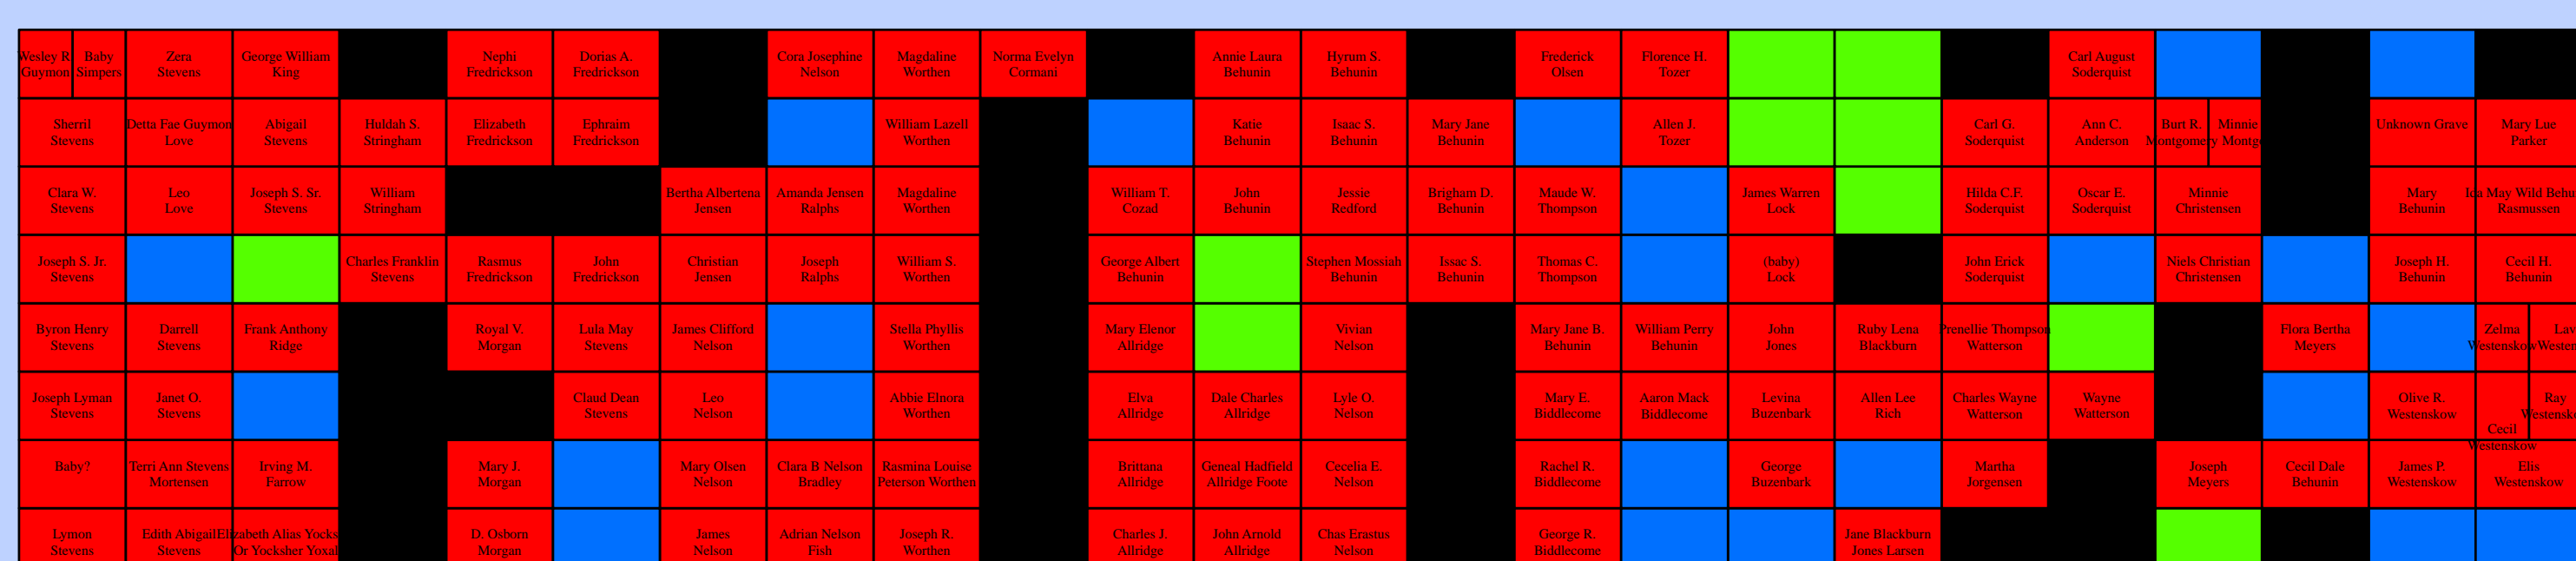 Wesley R.
Guymon
Baby
Simpers
Zera
Stevens
George William
King
Nephi
Fredrickson
Dorias A.
Fredrickson
Cora Josephine
Nelson
Magdaline
Worthen
Norma Evelyn
Cormani
Annie Laura
Behunin
Hyrum S.
Behunin
Frederick
Olsen
Florence H.
Tozer
Carl August
Soderquist
Sherril
Stevens
Detta Fae Guymon
Love
Abigail
Stevens
Huldah S.
Stringham
Elizabeth
Fredrickson
Ephraim
Fredrickson
William Lazell
Worthen
Katie
Behunin
Isaac S.
Behunin
Mary Jane
Behunin
Allen J.
Tozer
Carl G.
Soderquist
Ann C.
Anderson
Burt R.
Montgomery
Minnie
Montg
Unknown Grave
Mary Lue
Parker
Clara W.
Stevens
Leo
Love
Joseph S. Sr.
Stevens
William
Stringham
Bertha Albertena
Jensen
Amanda Jensen
Ralphs
Magdaline
Worthen
William T.
Cozad
John
Behunin
Jessie
Redford
Brigham D.
Behunin
Maude W.
Thompson
James Warren
Lock
Hilda C.F.
Soderquist
Oscar E.
Soderquist
Minnie
Christensen
Mary
Behunin
Ida May Wild Behu
Rasmussen
Joseph S. Jr.
Stevens
Charles Franklin
Stevens
Rasmus
Fredrickson
John
Fredrickson
Christian
Jensen
Joseph
Ralphs
William S.
Worthen
George Albert
Behunin
Stephen Mossiah
Behunin
Issac S.
Behunin
Thomas C.
Thompson
(baby)
Lock
John Erick
Soderquist
Niels Christian
Christensen
Joseph H.
Behunin
Cecil H.
Behunin
Byron Henry
Stevens
Darrell
Stevens
Frank Anthony
Ridge
Royal V.
Morgan
Lula May
Stevens
James Clifford
Nelson
Stella Phyllis
Worthen
Mary Elenor
Allridge
Vivian
Nelson
Mary Jane B.
Behunin
William Perry
Behunin
John
Jones
Ruby Lena
Blackburn
Prenellie Thompson
Watterson
Flora Bertha
Meyers
Zelma
Westenskow
Lav
Westen
Joseph Lyman
Stevens
Janet O.
Stevens
Claud Dean
Stevens
Leo
Nelson
Abbie Elnora
Worthen
Elva
Allridge
Dale Charles
Allridge
Lyle O.
Nelson
Mary E.
Biddlecome
Aaron Mack
Biddlecome
Levina
Buzenbark
Allen Lee
Rich
Charles Wayne
Watterson
Wayne
Watterson
Olive R.
Westenskow
Cecil
Westenskow
Ray
Westensk
Baby?
Terri Ann Stevens
Mortensen
Irving M.
Farrow
Mary J.
Morgan
Mary Olsen
Nelson
Clara B Nelson
Bradley
Rasmina Louise
Peterson Worthen
Brittana
Allridge
Geneal Hadfield
Allridge Foote
Cecelia E.
Nelson
Rachel R.
Biddlecome
George
Buzenbark
Martha
Jorgensen
Joseph
Meyers
Cecil Dale
Behunin
James P.
Westenskow
Elis
Westenskow
Lymon
Stevens
Edith Abigail
Stevens
Elizabeth Alias Yocks
Or Yocksher Yoxal
D. Osborn
Morgan
James
Nelson
Adrian Nelson
Fish
Joseph R.
Worthen
Charles J.
Allridge
John Arnold
Allridge
Chas Erastus
Nelson
George R.
Biddlecome
Jane Blackburn
Jones Larsen